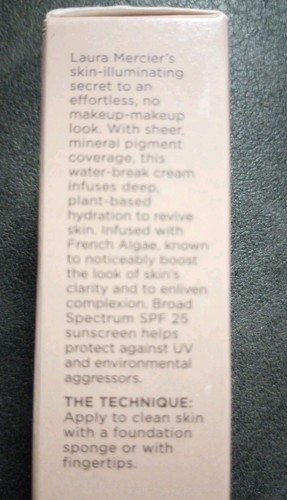 Laura Mercier's
skin-illuminating
secret to an
effortless, no
makeup-makeup
look. With sheer,
mineral pigment
coverage, this
water-break cream
infuses deep,
plant-based
hydration to revive
skin. Infused with
French Algae, known
to noticeably boost
the look of skin's
clarity and to enliven
complexion. Broad
Spectrum SPF 25
sunscreen helps
protect against UV
and environmental
aggressors.
THE TECHNIQUE:
Apply to clean skin
with a foundation
sponge or with
fingertips.